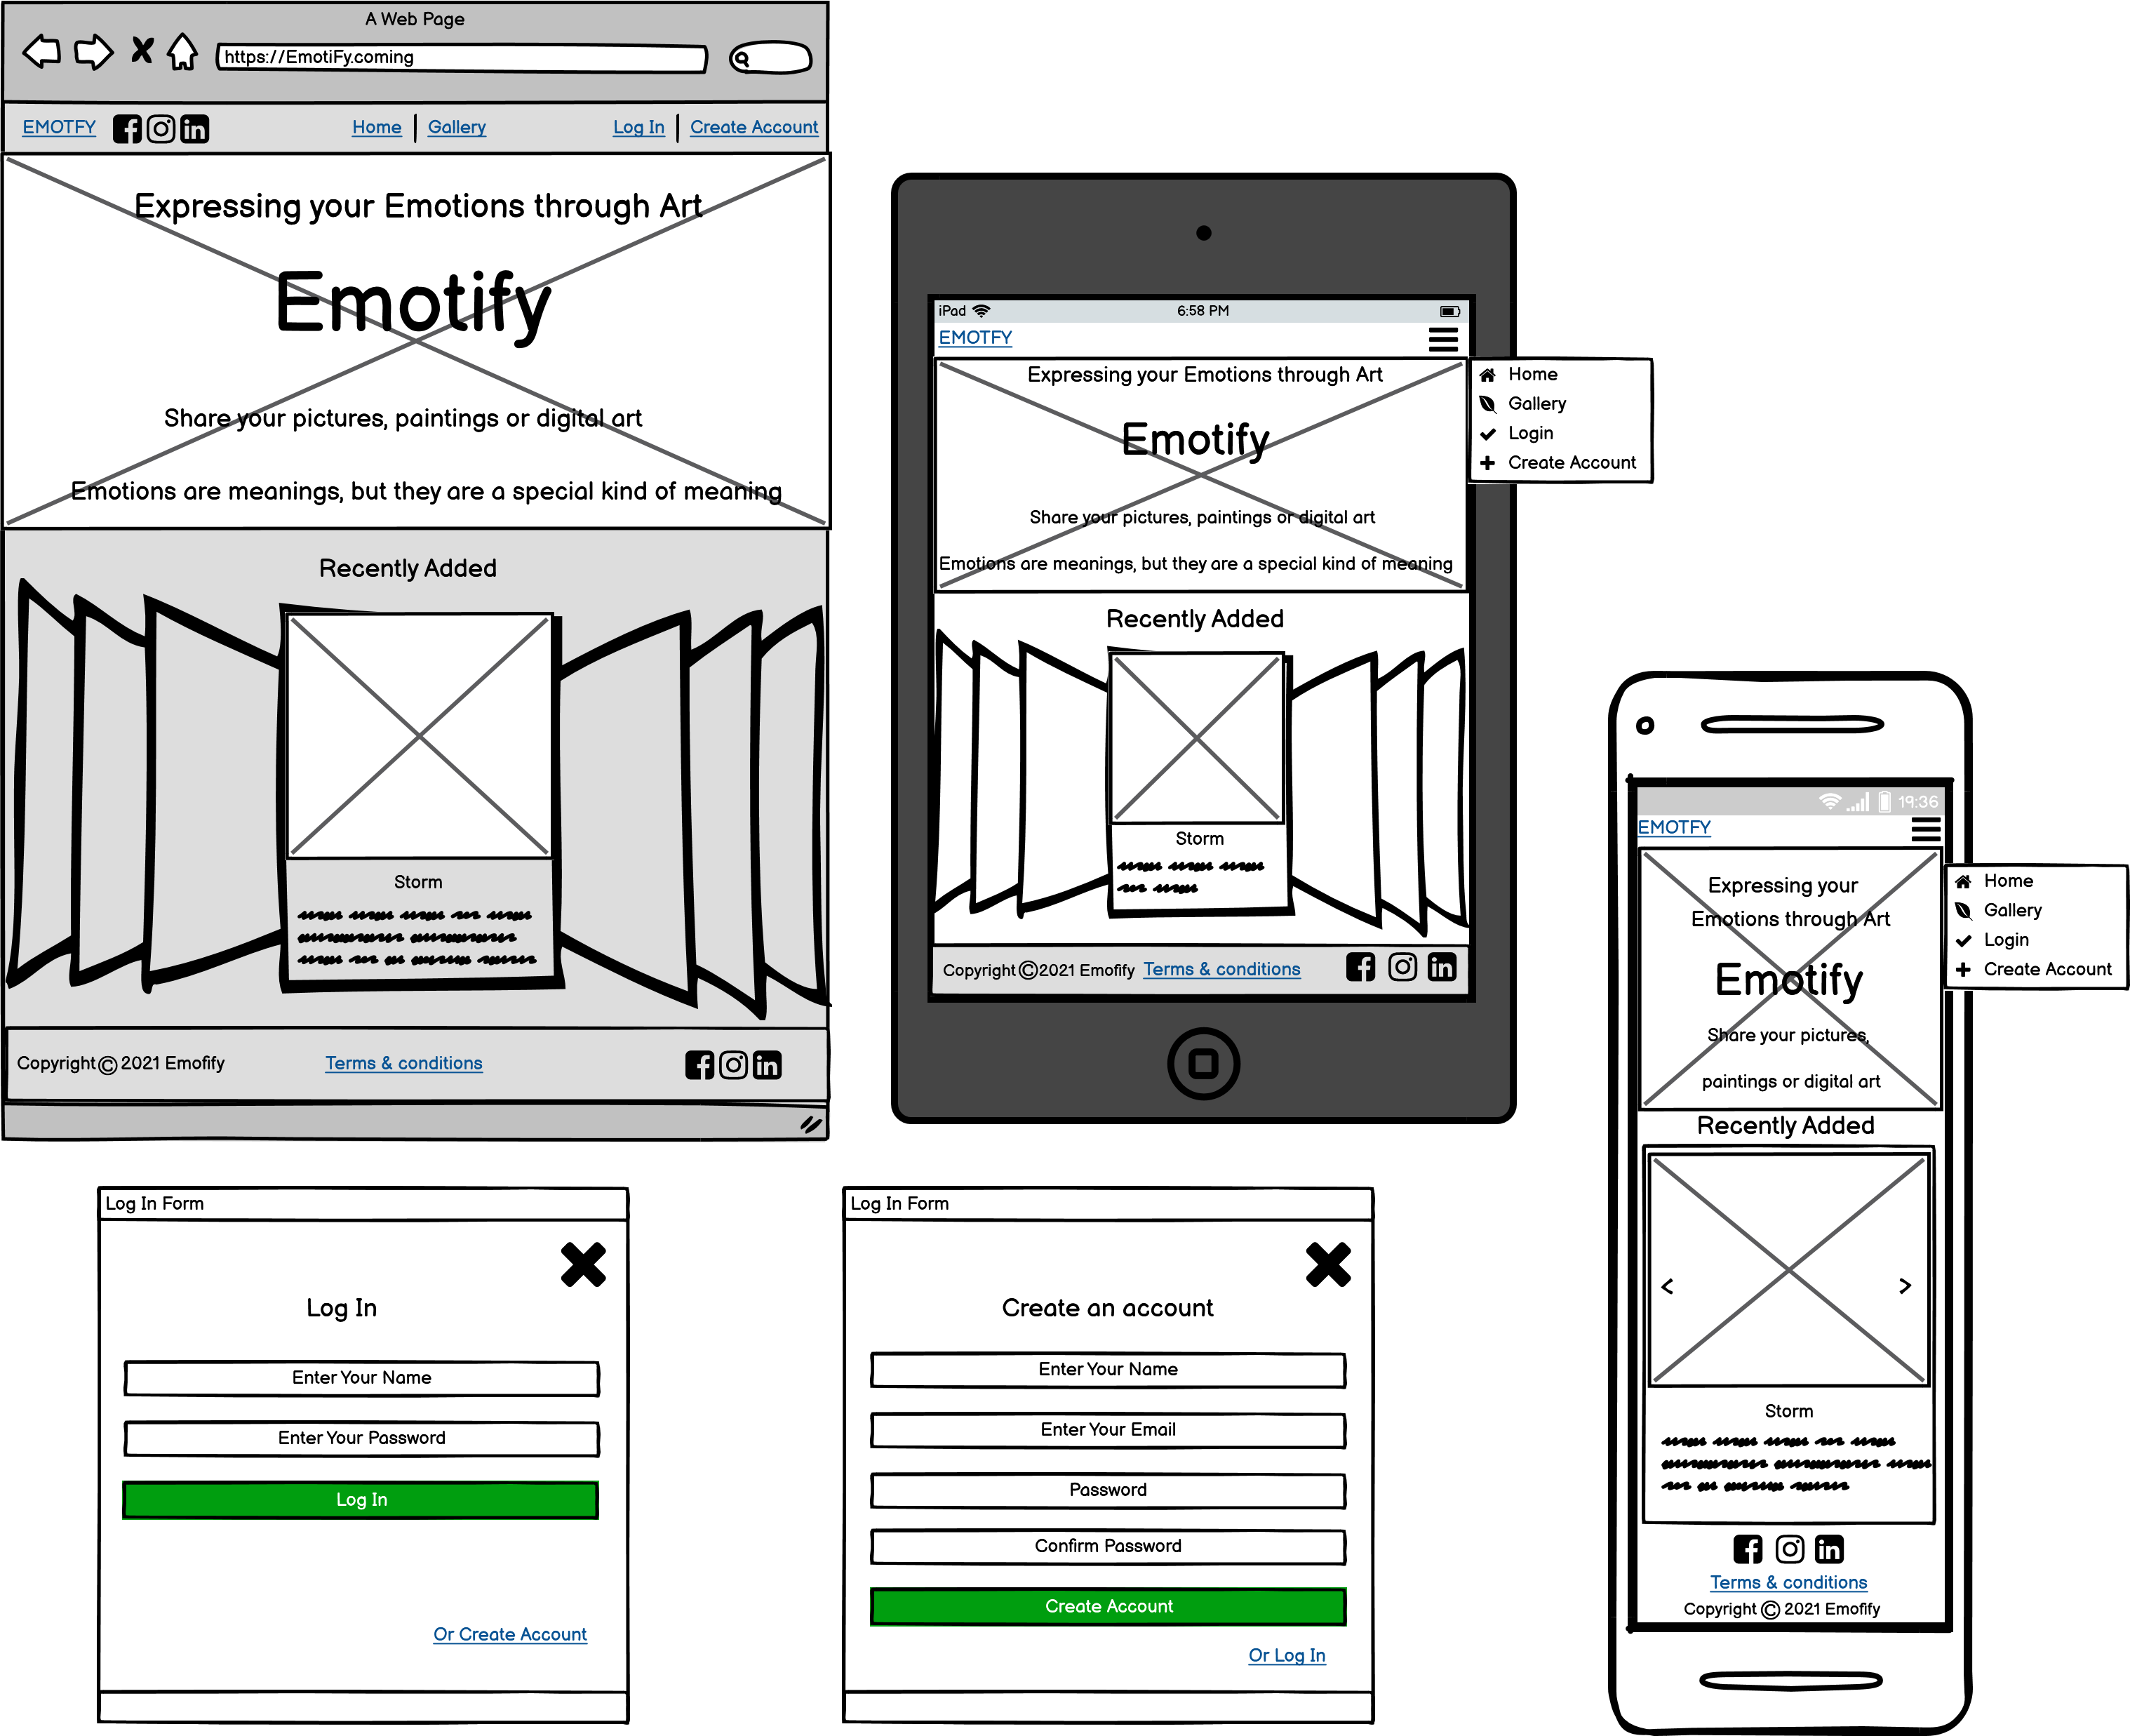 A Web Page
https://EmotiFy.coming
EMOTFY Home Gallery Log In Create Account
Expressing your Emotions through Art
Emotify
Share your pictures, paintings or digital art
Emotions are meanings, but they are a special kind of meaning
Recently Added
Storm
Copyright © 2021 Emofify Terms & conditions
iPad 6:58 PM
EMOTFY
Home
Gallery
Login
Create Account
Expressing your Emotions through Art
Emotify
Share your pictures, paintings or digital art
Emotions are meanings, but they are a special kind of meaning
Recently Added
Storm
Copyright © 2021 Emofify Terms & conditions
19:36
EMOTFY
Home
Gallery
Login
Create Account
Expressing your
Emotions through Art
Emotify
Share your pictures,
paintings or digital art
Recently Added
Storm
Terms & conditions
Copyright © 2021 Emofify
Log In Form
Log In
Enter Your Name
Enter Your Password
Log In
Or Create Account
Log In Form
Create an account
Enter Your Name
Enter Your Email
Password
Confirm Password
Create Account
Or Log In